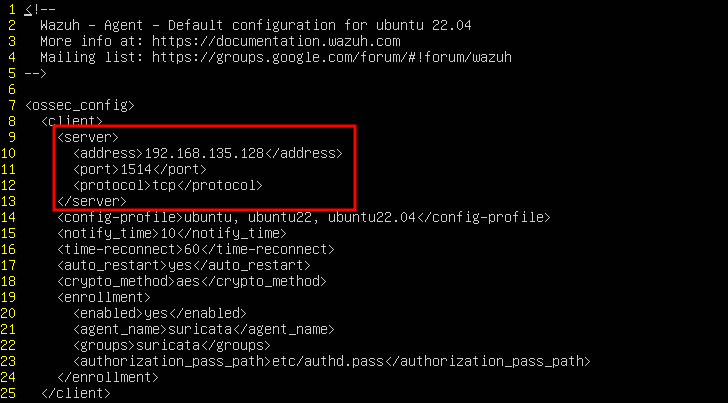 1 <!--
2   Wazuh - Agent - Default configuration for ubuntu 22.04
3   More info at: https://documentation.wazuh.com
4   Mailing list: https://groups.google.com/forum/#!forum/wazuh
5 -->
6
7 <ossec_config>
8   <client>
9     <server>
10       <address>192.168.135.128</address>
11       <port>1514</port>
12       <protocol>tcp</protocol>
13     </server>
14     <config-profile>ubuntu, ubuntu22, ubuntu22.04</config-profile>
15     <notify_time>10</notify_time>
16     <time-reconnect>60</time-reconnect>
17     <auto_restart>yes</auto_restart>
18     <crypto_method>aes</crypto_method>
19     <enrollment>
20       <enabled>yes</enabled>
21       <agent_name>suricata</agent_name>
22       <groups>suricata</groups>
23       <authorization_pass_path>etc/authd.pass</authorization_pass_path>
24     </enrollment>
25   </client>